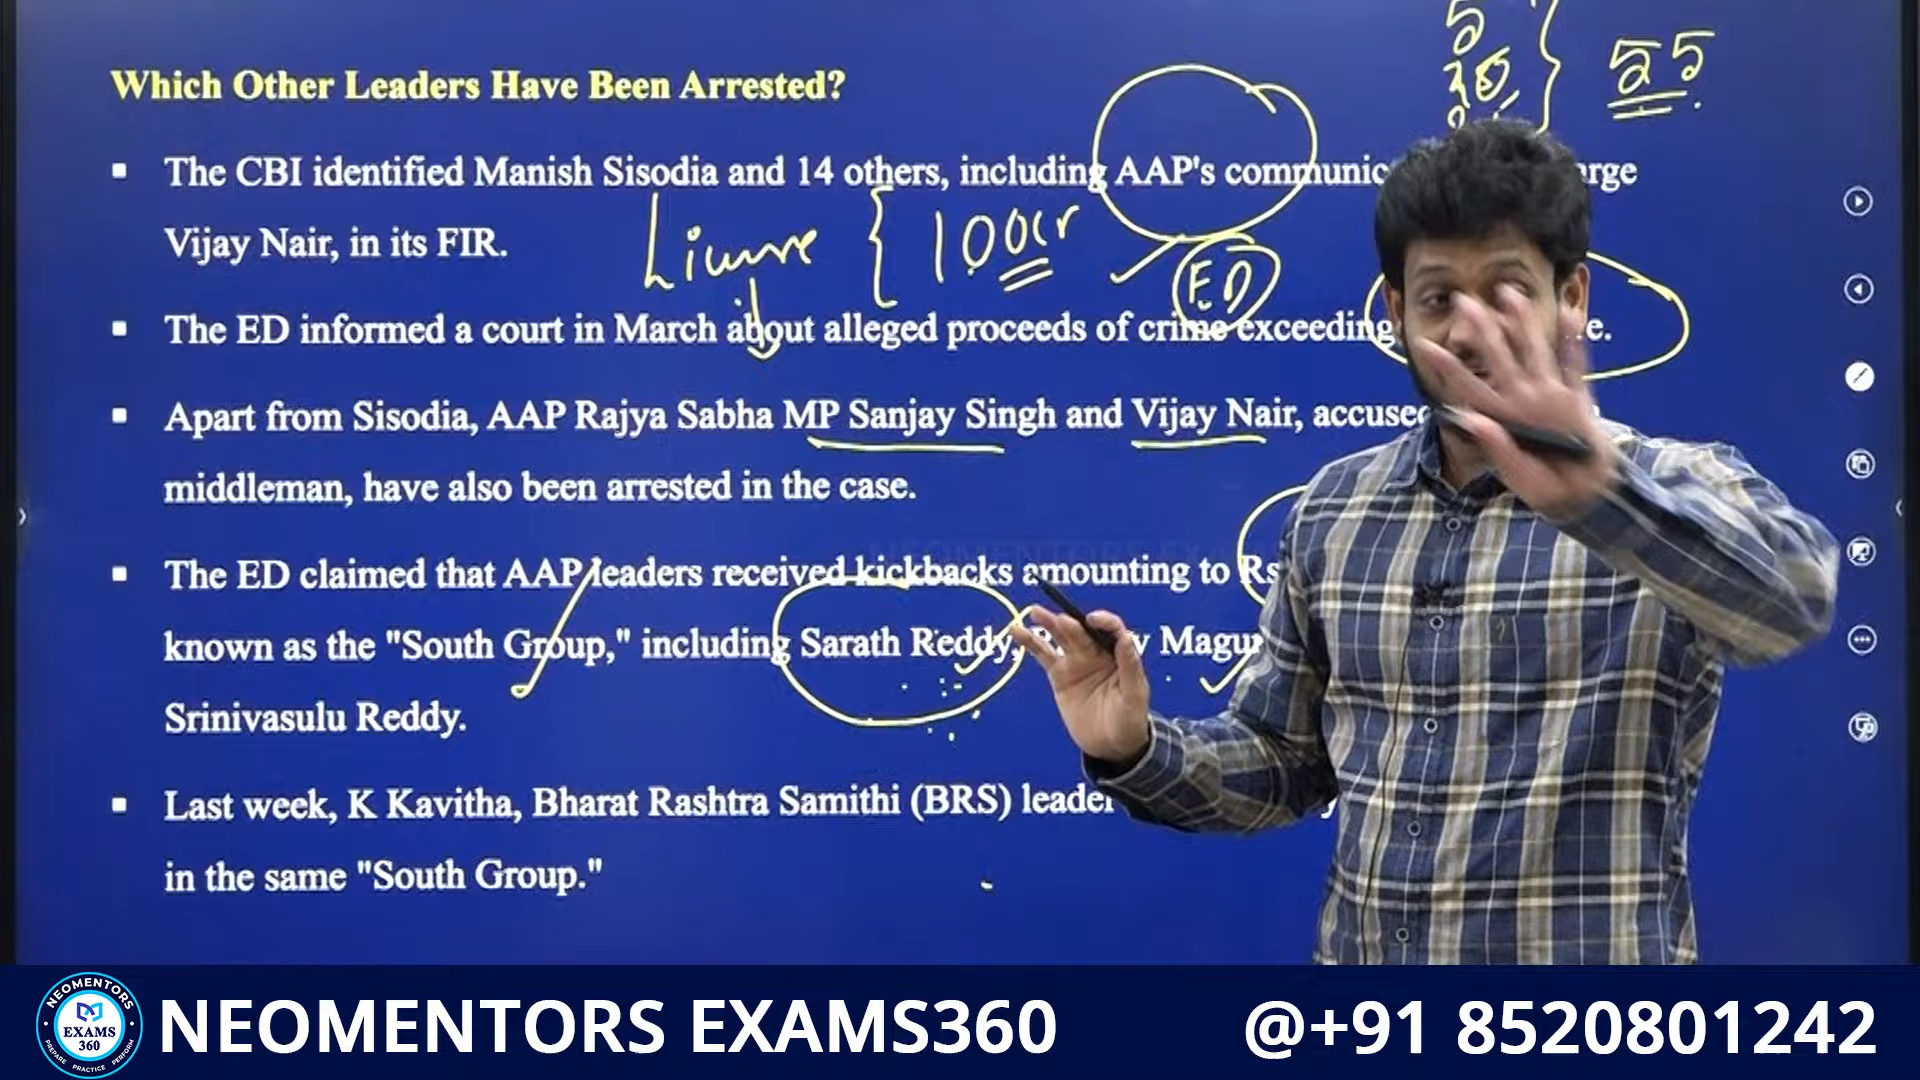 Which Other Leaders Have Been Arrested?
The CBI identified Manish Sisodia and 14 others, including AAP's
Vijay Nair, in its FIR.
100cr
ED
The ED informed a court in March about alleged proceeds of crime exceeding
Apart from Sisodia, AAP Rajya Sabha MP Sanjay Singh and Vijay Nair, accused
middleman, have also been arrested in the case.
The ED claimed that AAP leaders received kickbacks amounting to Rs
known as the "South Group," including Sarath Reddy,
Srinivasulu Reddy.
Last week, K Kavitha, Bharat Rashtra Samithi (BRS) leader
in the same "South Group."
NEOMENTORS
EXAMS
360
PREPARE PRACTICE PERFORM
NEOMENTORS EXAMS360 @+91 8520801242